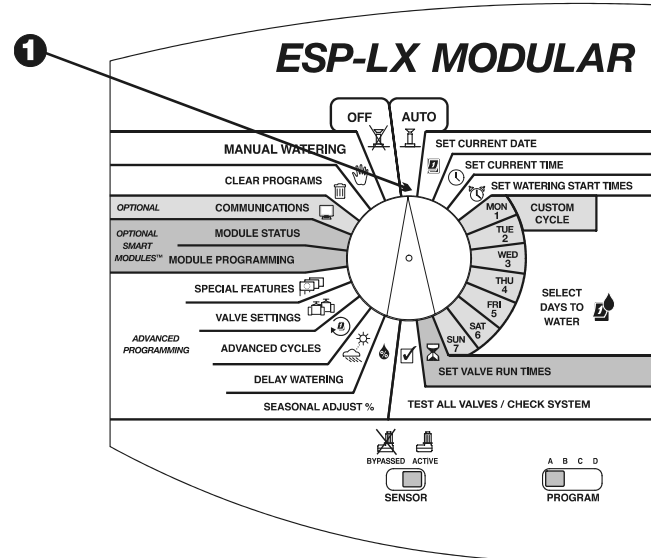 1
ESP-LX MODULAR
OFF
AUTO
MANUAL WATERING
CLEAR PROGRAMS
OPTIONAL
COMMUNICATIONS
OPTIONAL
SMART
MODULES™
MODULE STATUS
MODULE PROGRAMMING
SPECIAL FEATURES
VALVE SETTINGS
ADVANCED
PROGRAMMING
ADVANCED CYCLES
DELAY WATERING
SEASONAL ADJUST %
SET CURRENT DATE
SET CURRENT TIME
SET WATERING START TIMES
MON
1
CUSTOM
CYCLE
TUE
2
WED
3
THU
4
FRI
5
SAT
6
SUN
7
SELECT
DAYS TO
WATER
SET VALVE RUN TIMES
TEST ALL VALVES / CHECK SYSTEM
BYPASSED ACTIVE
SENSOR
A B C D
PROGRAM